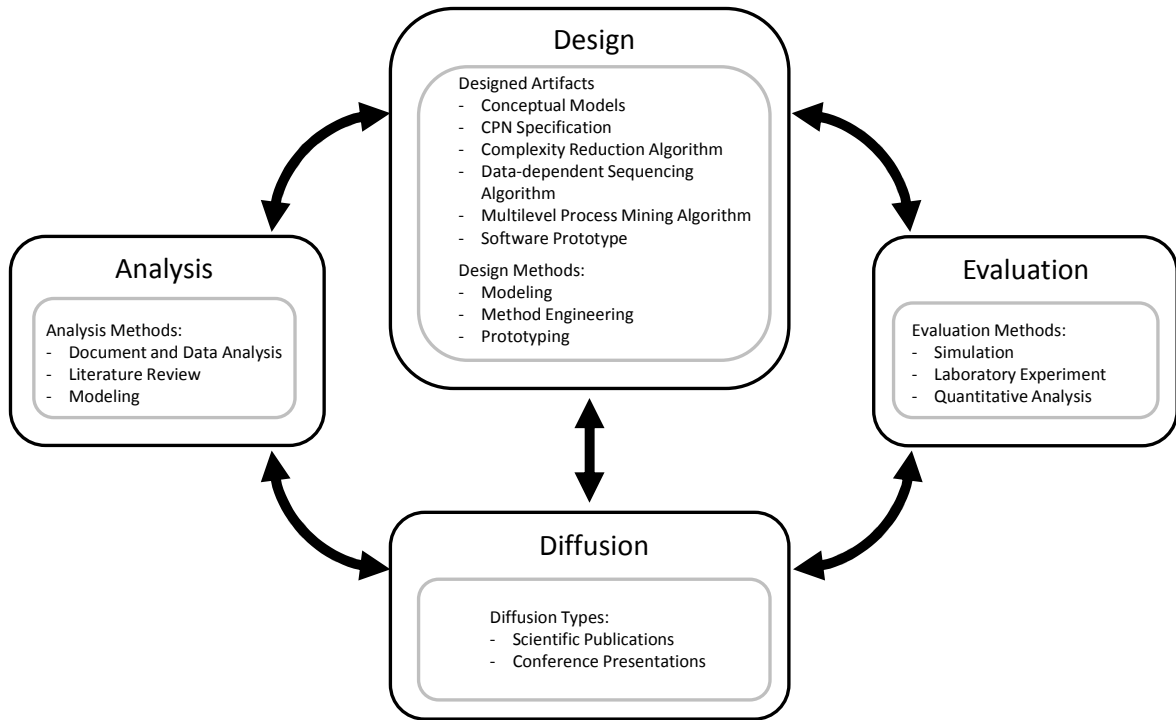 Design
Designed Artifacts
- Conceptual Models
- CPN Specification
- Complexity Reduction Algorithm
- Data-dependent Sequencing
Algorithm
- Multilevel Process Mining Algorithm
- Software Prototype
Design Methods:
- Modeling
- Method Engineering
- Prototyping
Analysis
Analysis Methods:
- Document and Data Analysis
- Literature Review
- Modeling
Evaluation
Evaluation Methods:
- Simulation
- Laboratory Experiment
- Quantitative Analysis
Diffusion
Diffusion Types:
- Scientific Publications
- Conference Presentations